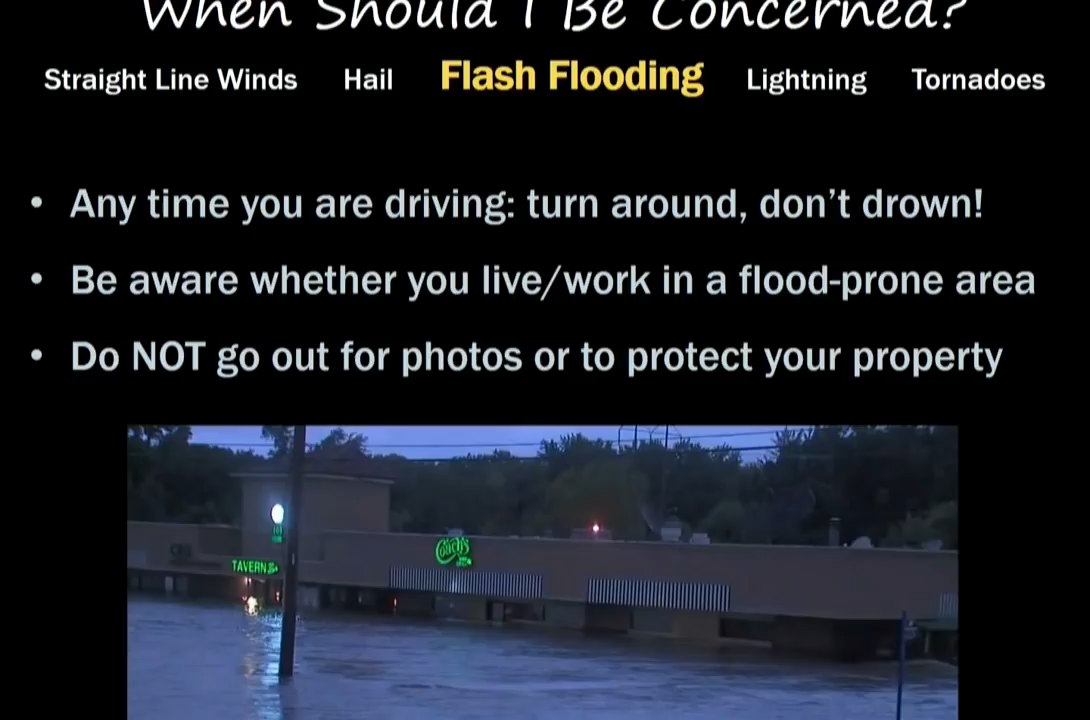 When Should I Be Concerned?
Straight Line Winds Hail Flash Flooding Lightning Tornadoes
• Any time you are driving: turn around, don't drown!
• Be aware whether you live/work in a flood-prone area
• Do NOT go out for photos or to protect your property
Coach's
TAVERN